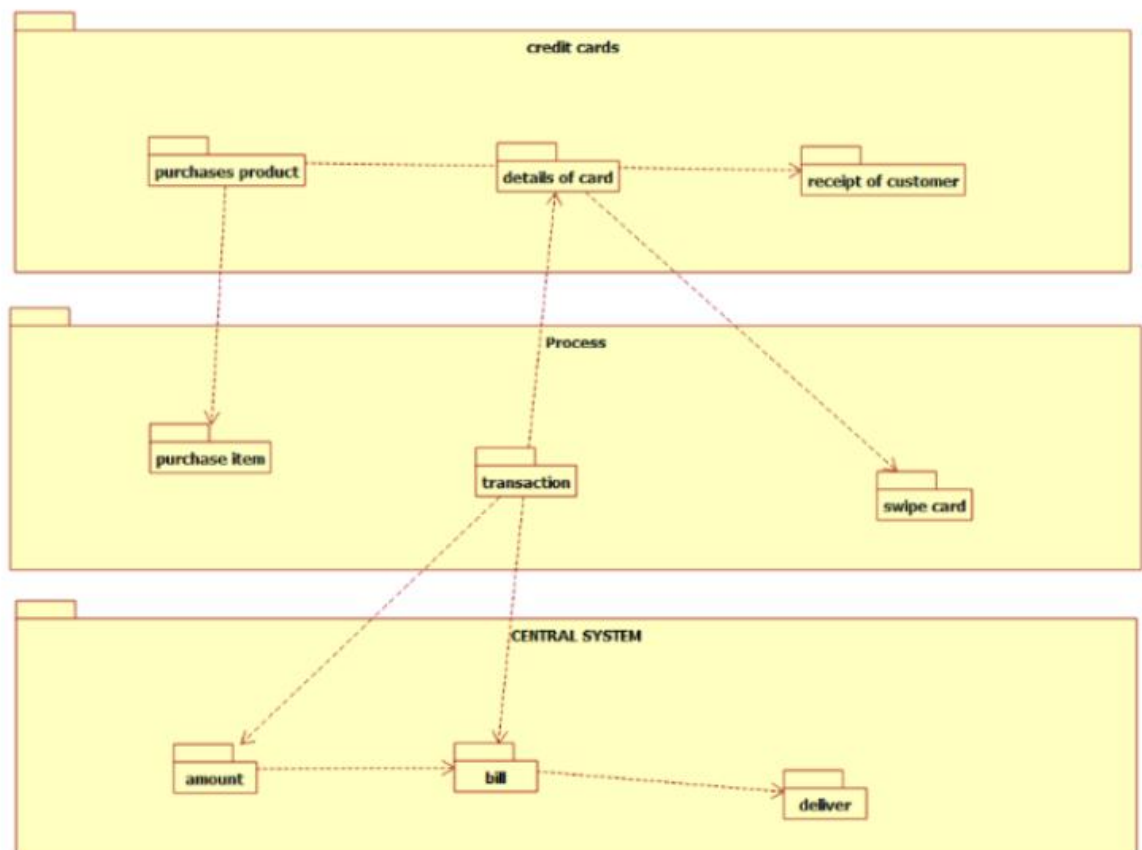 credit cards
purchases product
details of card
receipt of customer
Process
purchase item
transaction
swipe card
CENTRAL SYSTEM
amount
bill
deliver